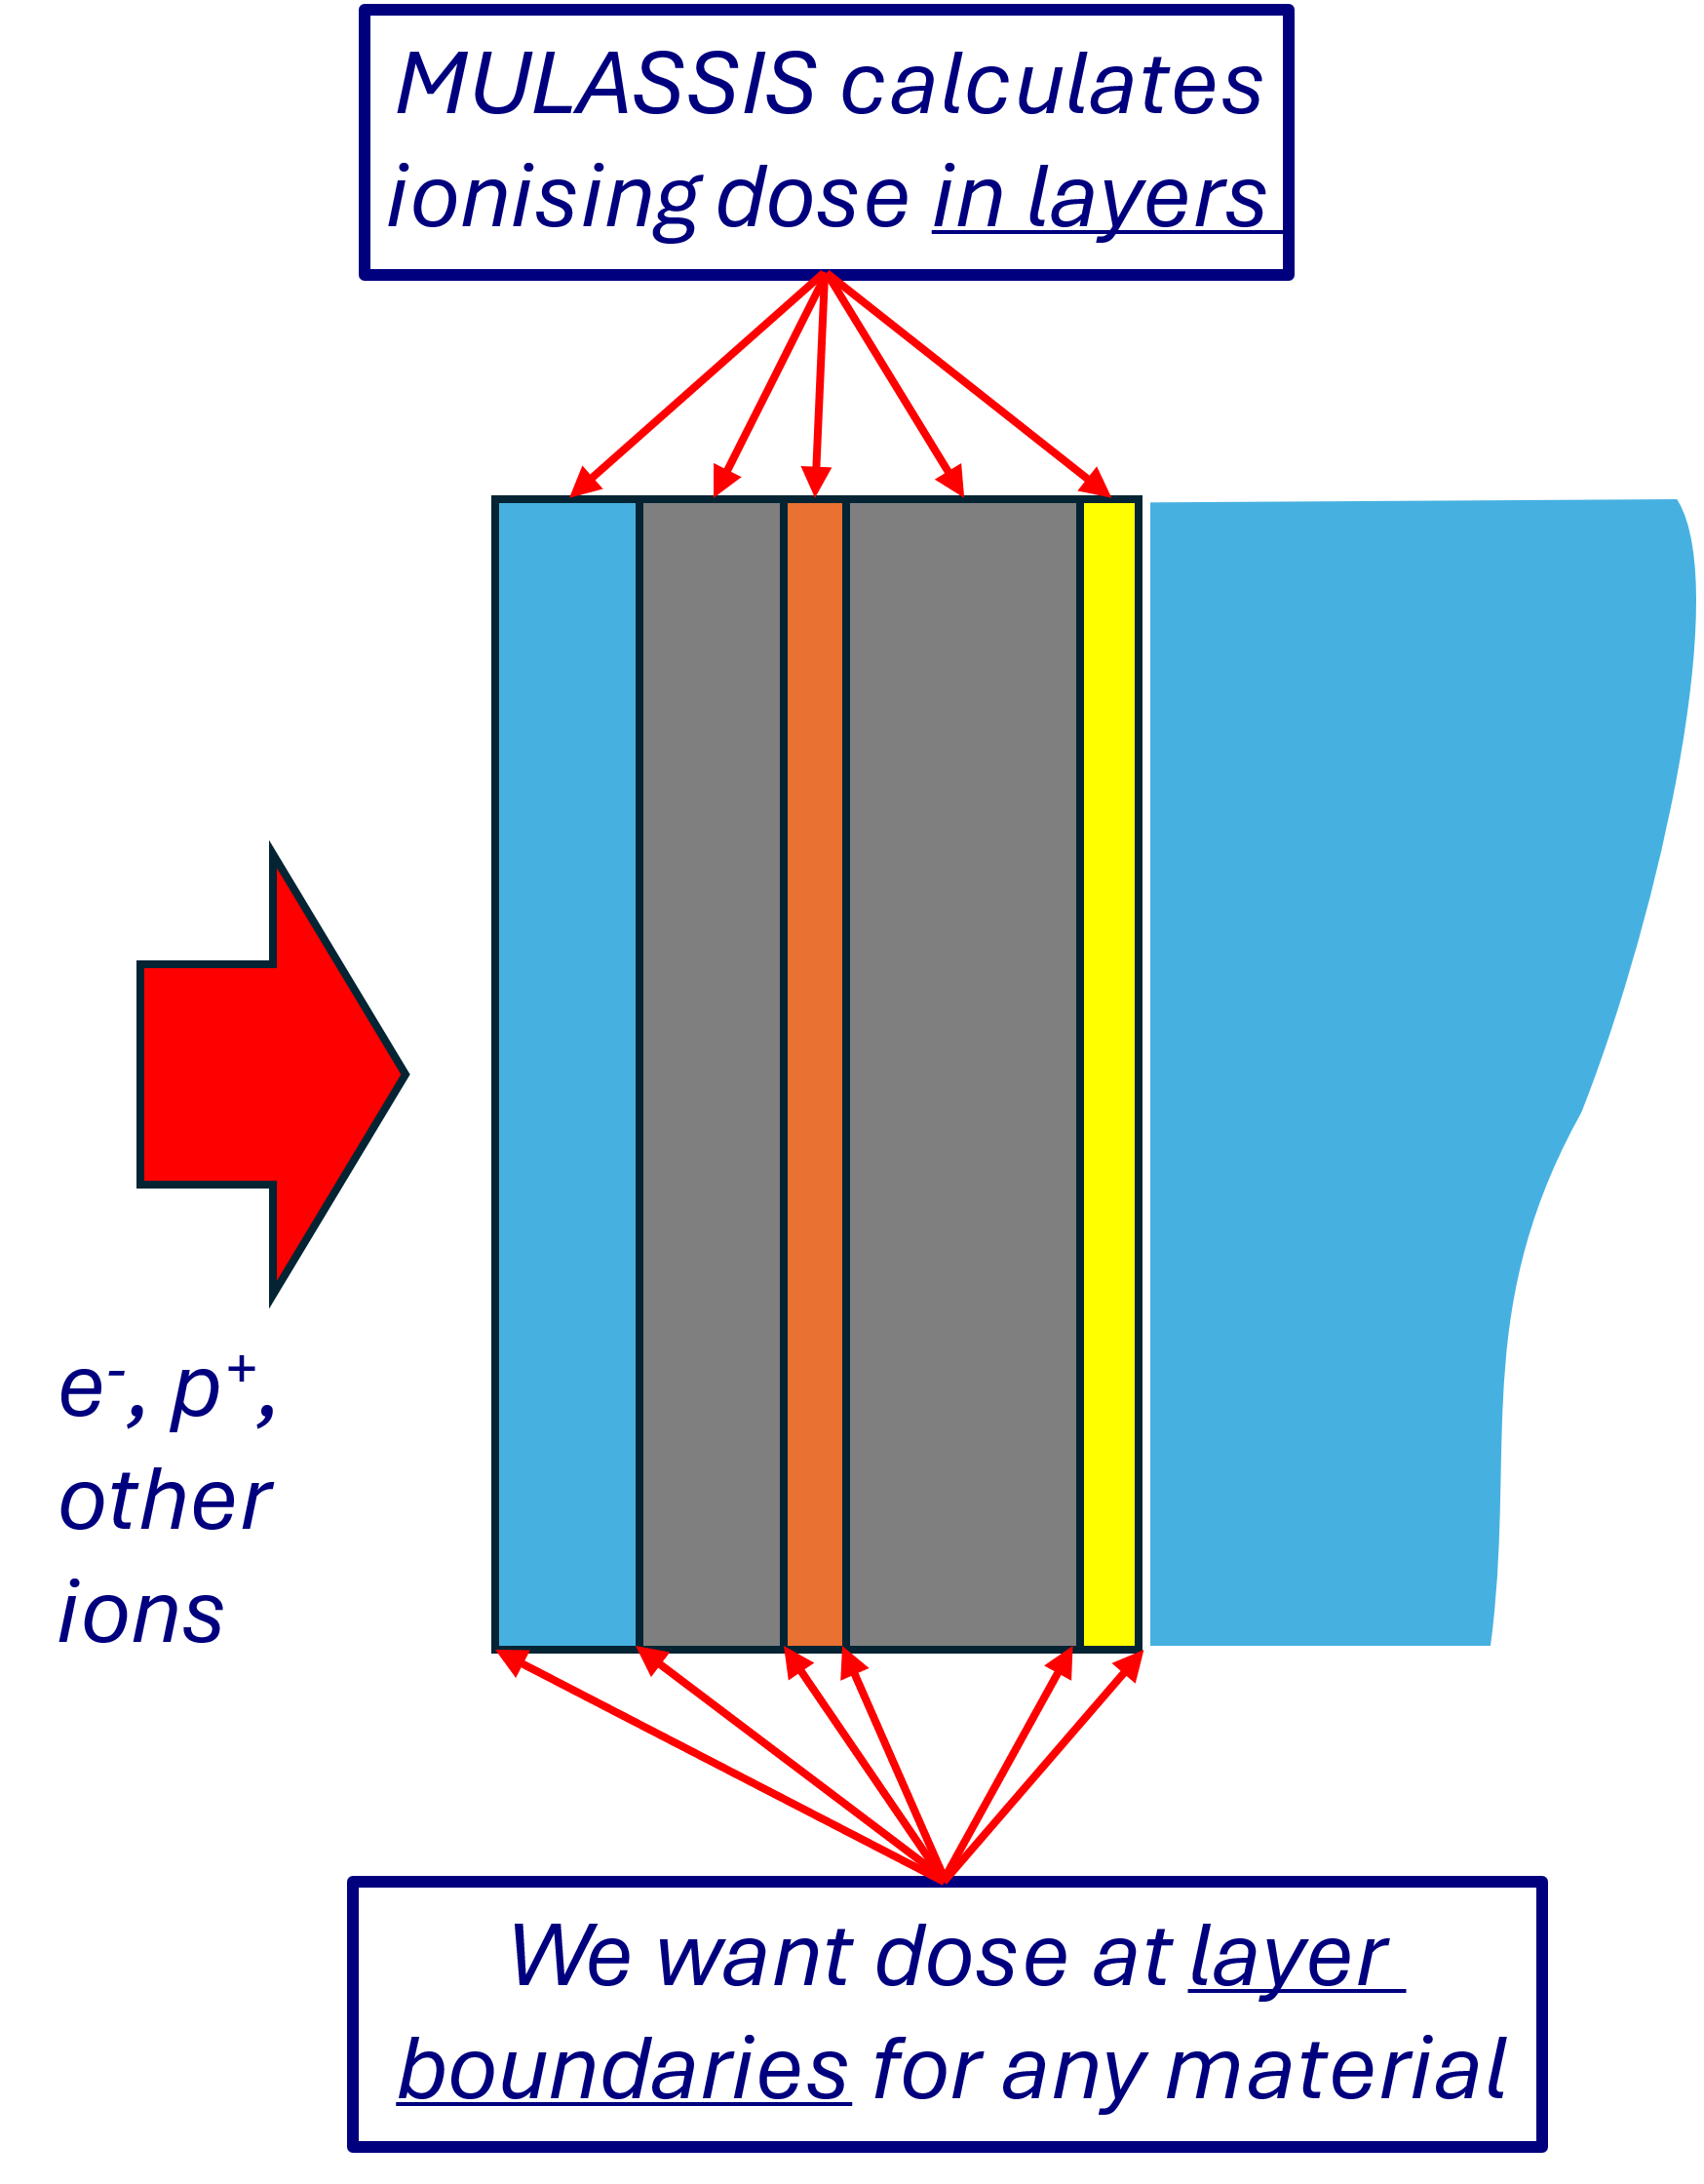 MULASSIS calculates
ionising dose in layers
e⁻, p⁺,
other
ions
We want dose at layer
boundaries for any material